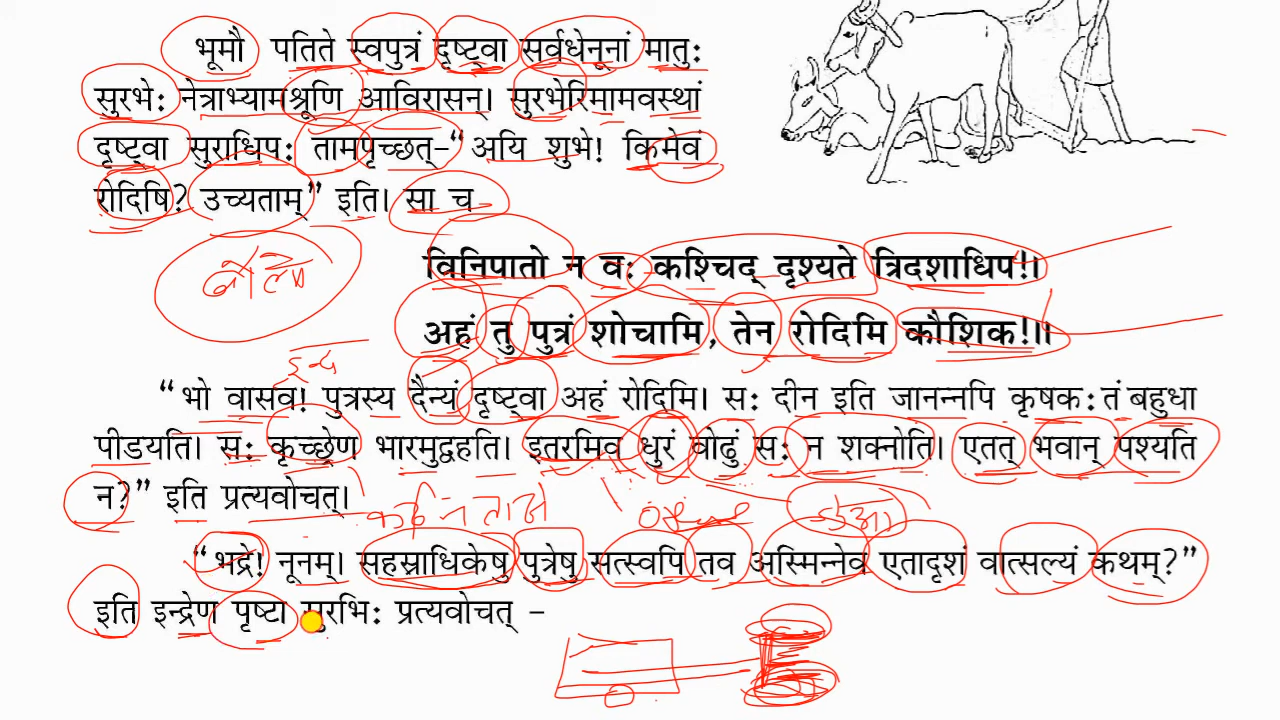 भूमौ पतिते स्वपुत्रं दृष्ट्वा सर्वधेनूनां मातुः
सुरभेः नेत्राभ्यामश्रूणि आविरासन्। सुरभेरिमामवस्थां
दृष्ट्वा सुराधिपः तामपृच्छत्-“अयि शुभे! किमेवं
रोदिषि? उच्यताम्” इति। सा च
विनिपातो न वः कश्चिद् दृश्यते त्रिदशाधिप!।
अहं तु पुत्रं शोचामि, तेन रोदिमि कौशिक!॥
“भो वासव! पुत्रस्य दैन्यं दृष्ट्वा अहं रोदिमि। सः दीन इति जानन्नपि कृषकः तं बहुधा
पीडयति। सः कृच्छ्रेण भारमुद्वहति। इतरमिव धुरं वोढुं सः न शक्नोति। एतत् भवान् पश्यति
न?” इति प्रत्यवोचत्।
“भद्रे! नूनम्। सहस्राधिकेषु पुत्रेषु सत्स्वपि तव अस्मिन्नेव एतादृशं वात्सल्यं कथम्?”
इति इन्द्रेण पृष्टा सुरभिः प्रत्यवोचत् –